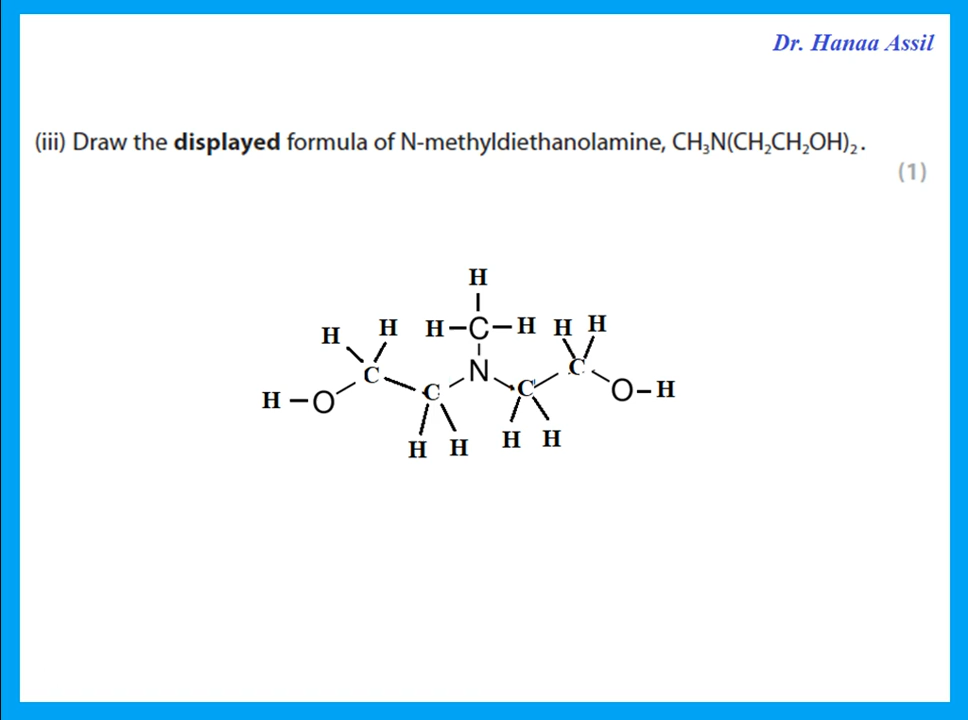 Dr. Hanaa Assil
(iii) Draw the displayed formula of N-methyldiethanolamine, CH₃N(CH₂CH₂OH)₂.
(1)
H
H H H–C–H H H
C N C
H–O C C O–H
H H H H